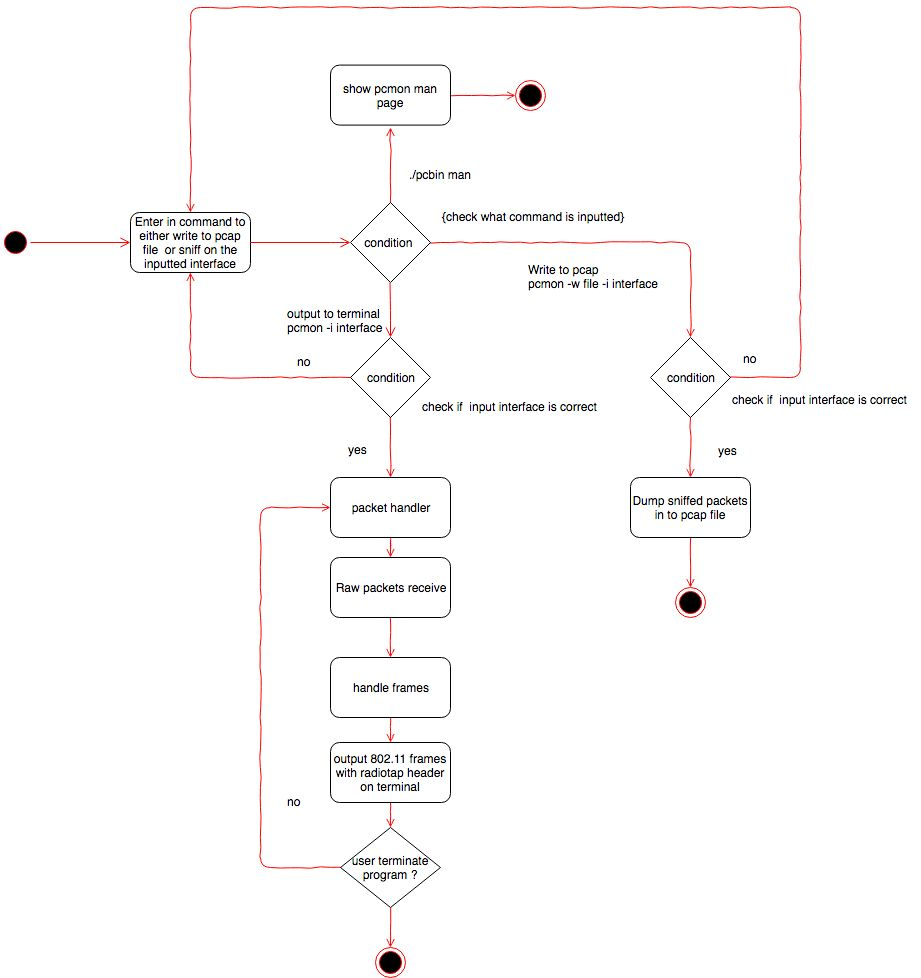 show pcmon man
page
./pcbin man
{check what command is inputted}
Enter in command to
either write to pcap
file or sniff on the
inputted interface
condition
Write to pcap
pcmon -w file -i interface
output to terminal
pcmon -i interface
no
condition
check if input interface is correct
condition
no
check if input interface is correct
yes
yes
packet handler
Dump sniffed packets
in to pcap file
Raw packets receive
handle frames
output 802.11 frames
with radiotap header
on terminal
no
user terminate
program ?